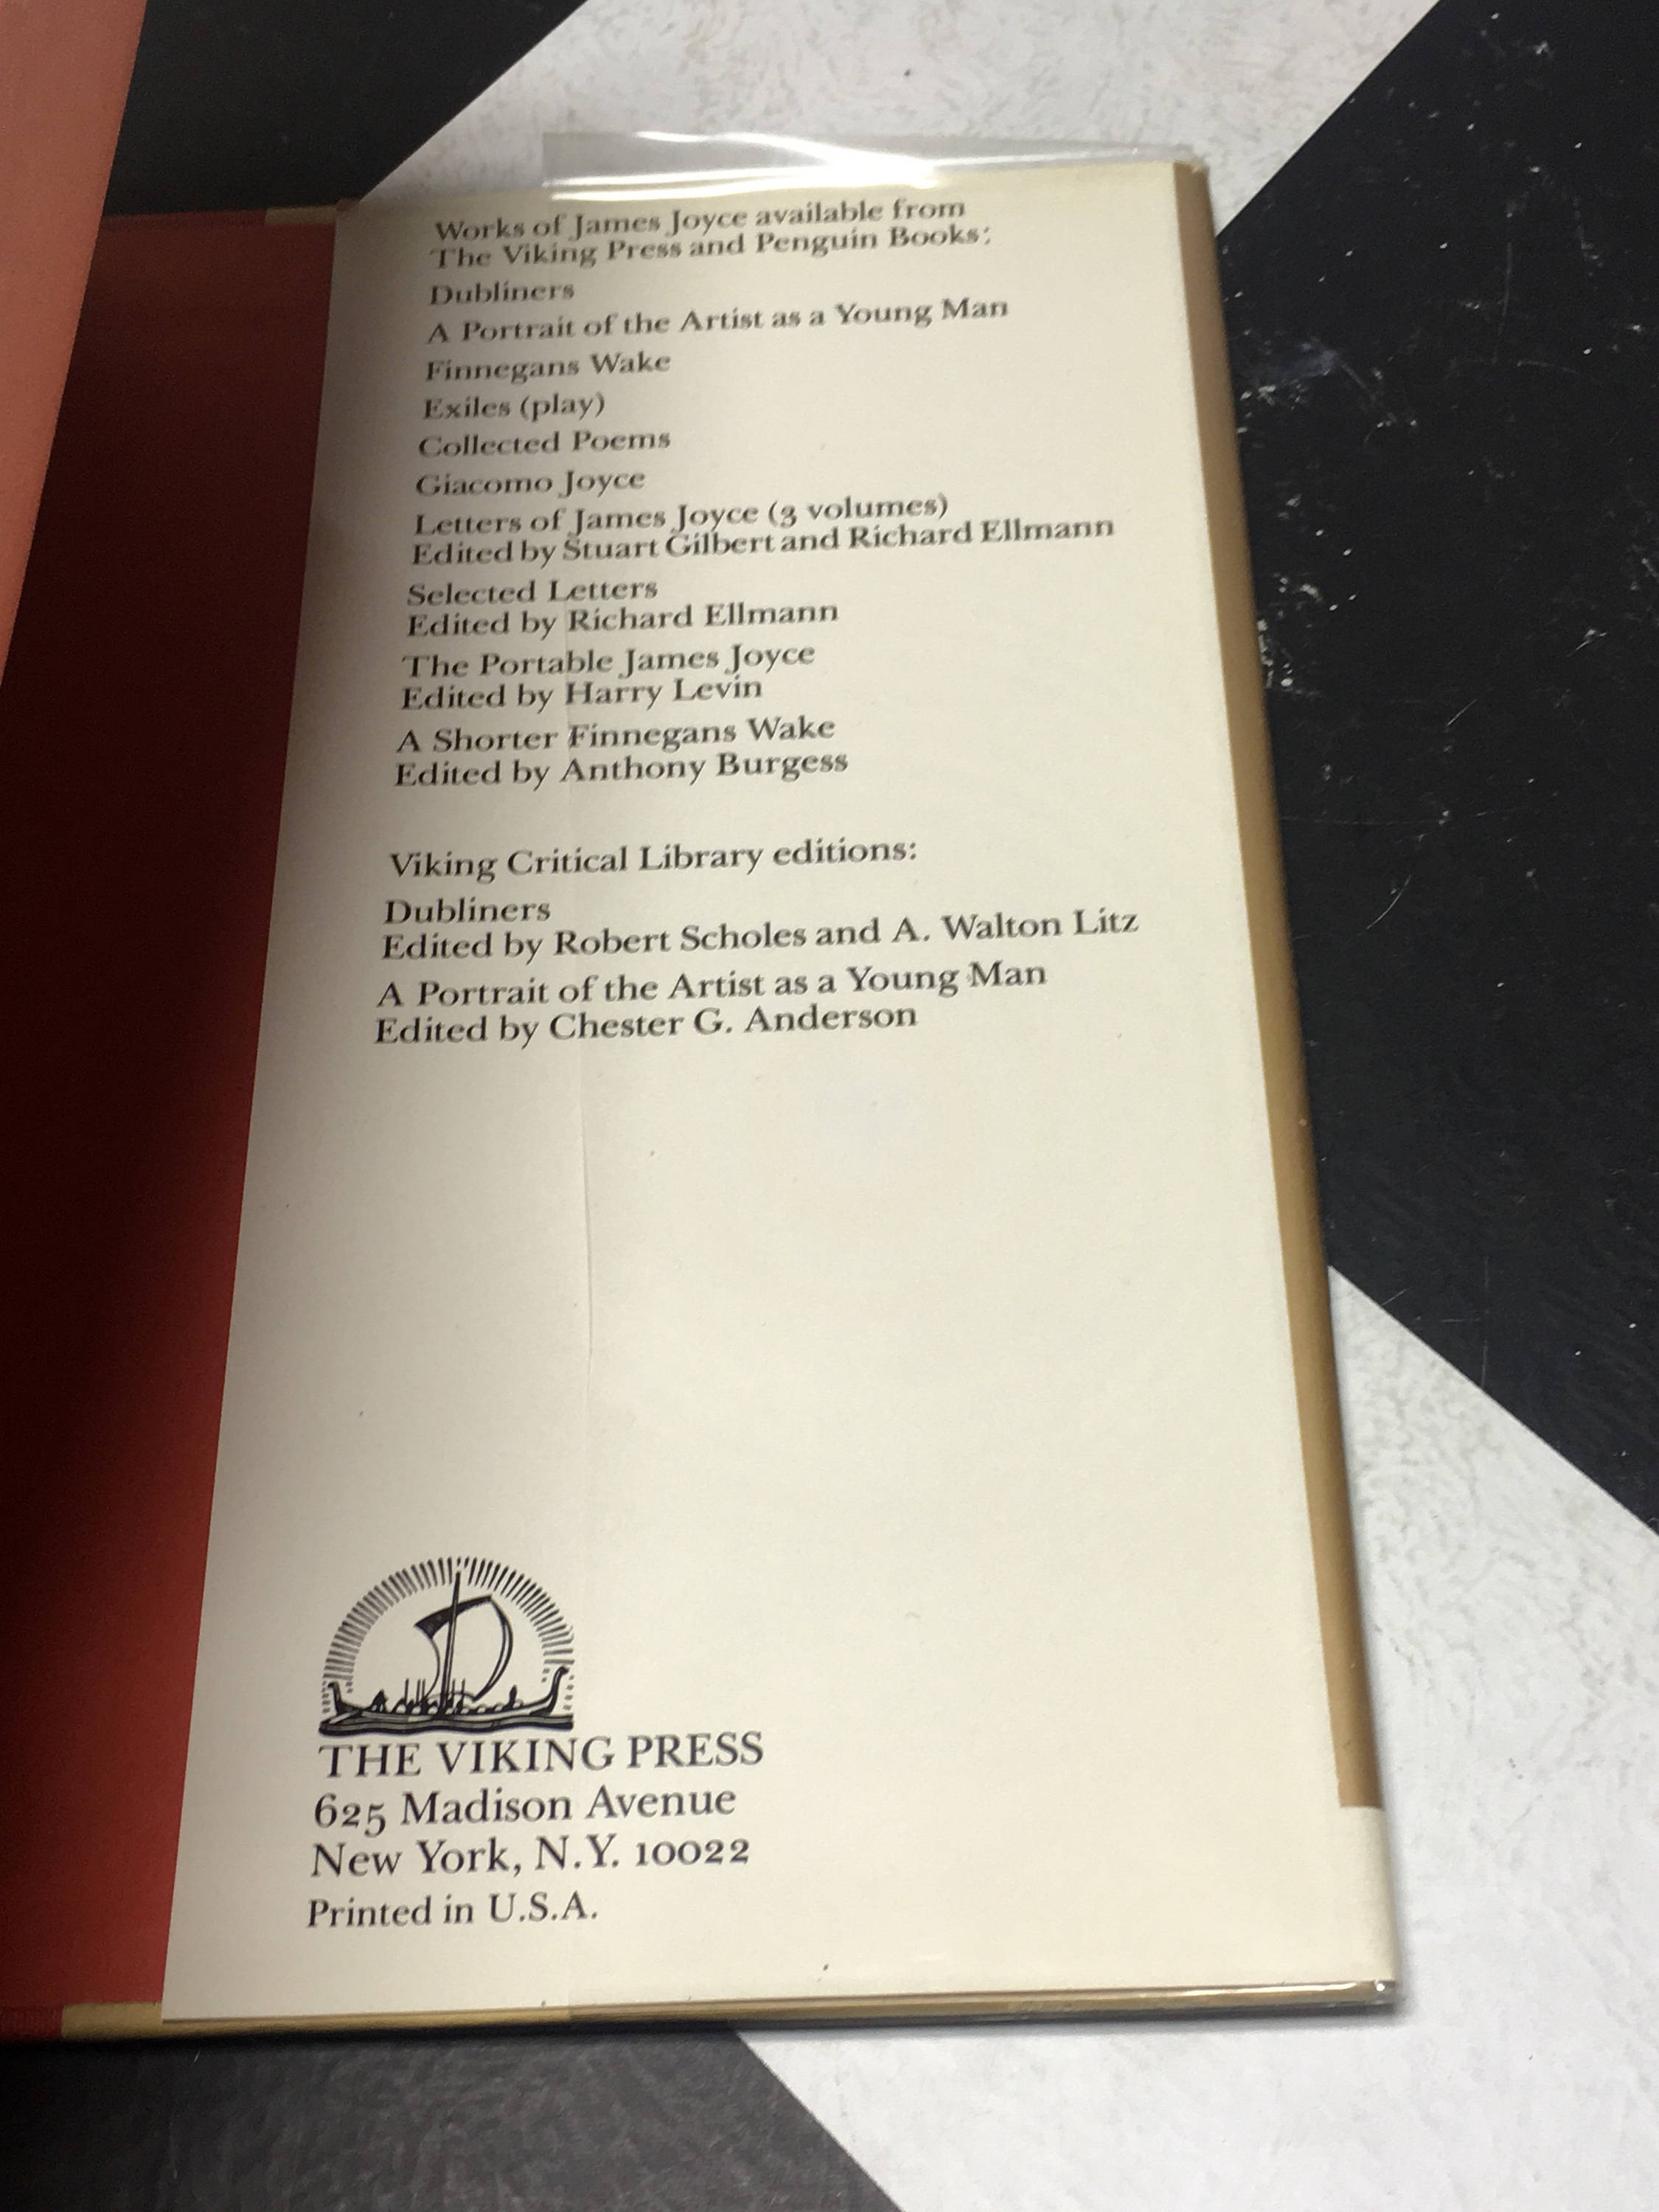 Works of James Joyce available from
The Viking Press and Penguin Books:
Dubliners
A Portrait of the Artist as a Young Man
Finnegans Wake
Exiles (play)
Collected Poems
Giacomo Joyce
Letters of James Joyce (3 volumes)
Edited by Stuart Gilbert and Richard Ellmann
Selected Letters
Edited by Richard Ellmann
The Portable James Joyce
Edited by Harry Levin
A Shorter Finnegans Wake
Edited by Anthony Burgess
Viking Critical Library editions:
Dubliners
Edited by Robert Scholes and A. Walton Litz
A Portrait of the Artist as a Young Man
Edited by Chester G. Anderson
THE VIKING PRESS
625 Madison Avenue
New York, N.Y. 10022
Printed in U.S.A.